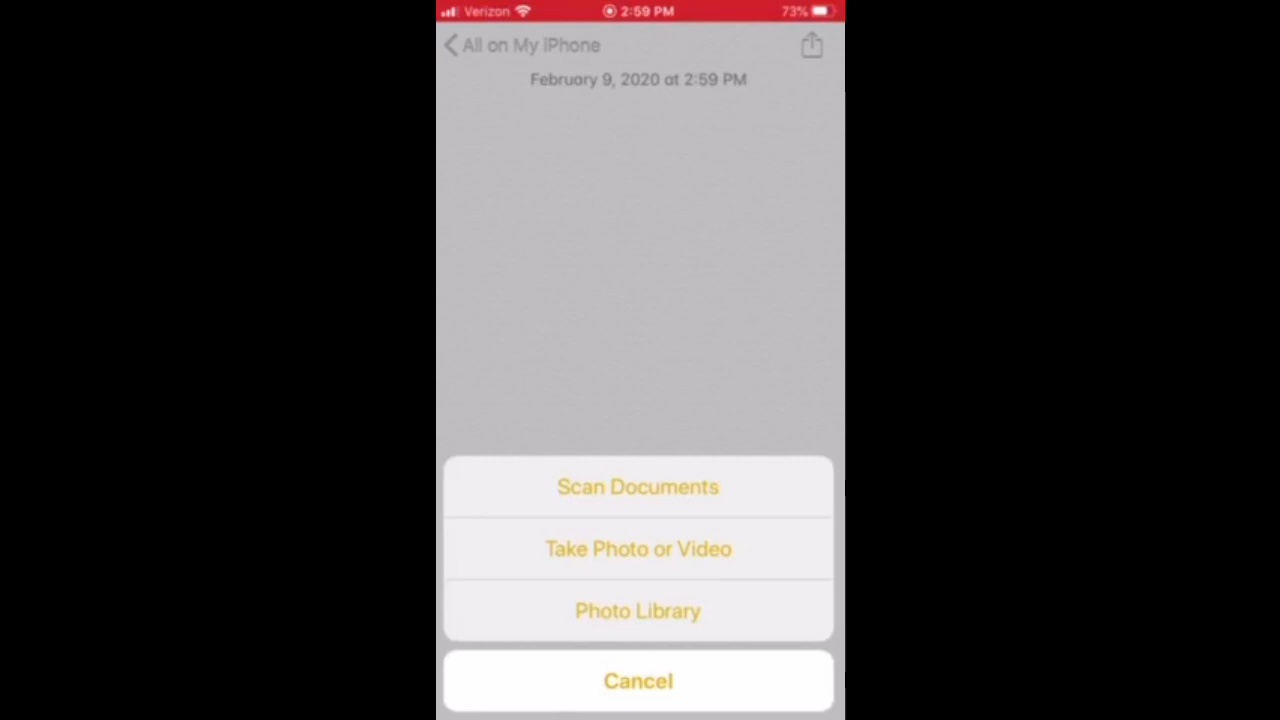 Verizon 2:59 PM 73%
All on My iPhone
February 9, 2020 at 2:59 PM
Scan Documents
Take Photo or Video
Photo Library
Cancel